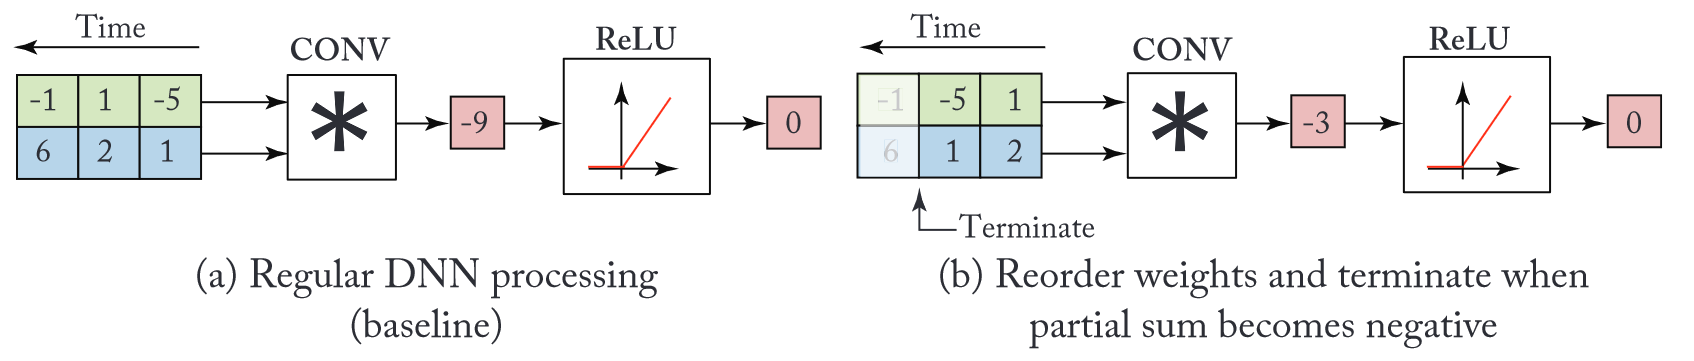 Time
CONV
ReLU
-1 1 -5
6 2 1
*
-9
0
(a) Regular DNN processing
(baseline)
Time
CONV
ReLU
-1 -5 1
6 1 2
*
-3
0
Terminate
(b) Reorder weights and terminate when
partial sum becomes negative